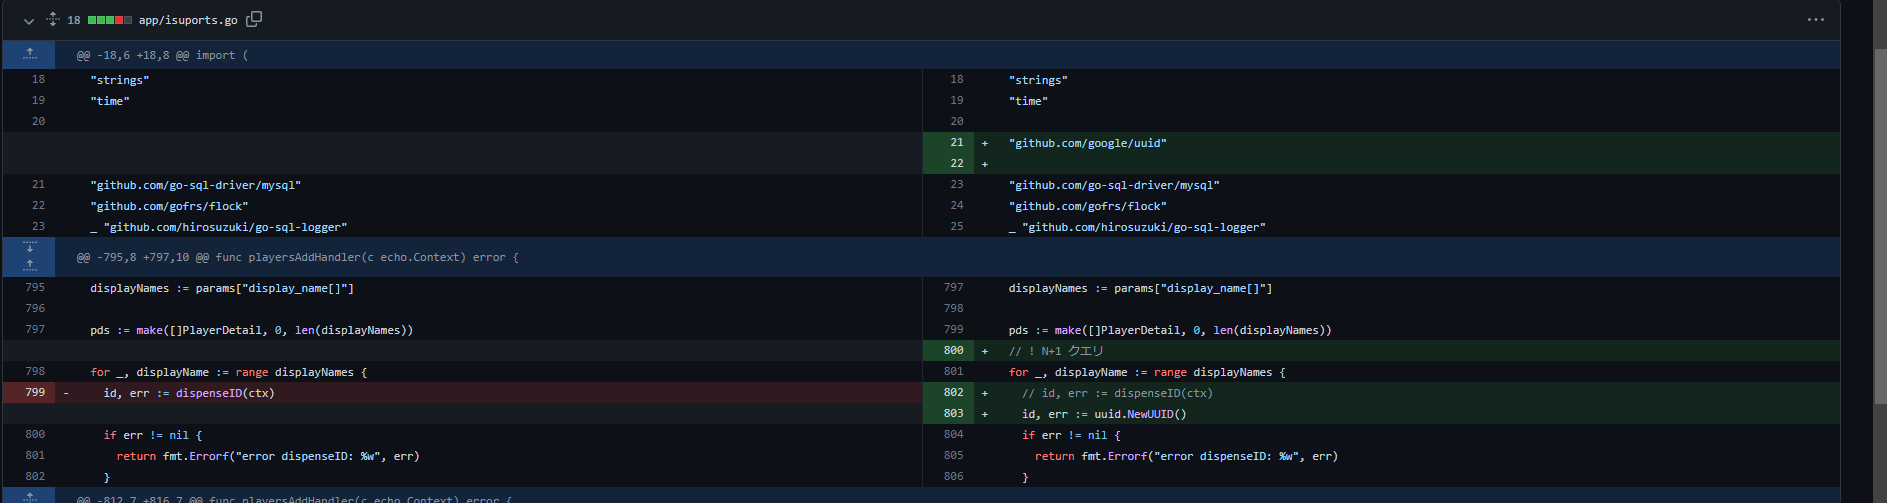 18 app/isuports.go
@@ -18,6 +18,8 @@ import (
18 "strings" 18 "strings"
19 "time" 19 "time"
20 20
21 + "github.com/google/uuid"
22 +
21 "github.com/go-sql-driver/mysql" 23 "github.com/go-sql-driver/mysql"
22 "github.com/gofrs/flock" 24 "github.com/gofrs/flock"
23 _ "github.com/hirosuzuki/go-sql-logger" 25 _ "github.com/hirosuzuki/go-sql-logger"
@@ -795,8 +797,10 @@ func playersAddHandler(c echo.Context) error {
795 displayNames := params["display_name[]"] 797 displayNames := params["display_name[]"]
796 798
797 pds := make([]PlayerDetail, 0, len(displayNames)) 799 pds := make([]PlayerDetail, 0, len(displayNames))
800 + // ! N+1 クエリ
798 for _, displayName := range displayNames { 801 for _, displayName := range displayNames {
799 - id, err := dispenseID(ctx) 802 + // id, err := dispenseID(ctx)
803 + id, err := uuid.NewUUID()
800 if err != nil { 804 if err != nil {
801 return fmt.Errorf("error dispenseID: %w", err) 805 return fmt.Errorf("error dispenseID: %w", err)
802 } 806 }
@@ -812,7 +816,7 @@ func playersAddHandler(c echo.Context) error {